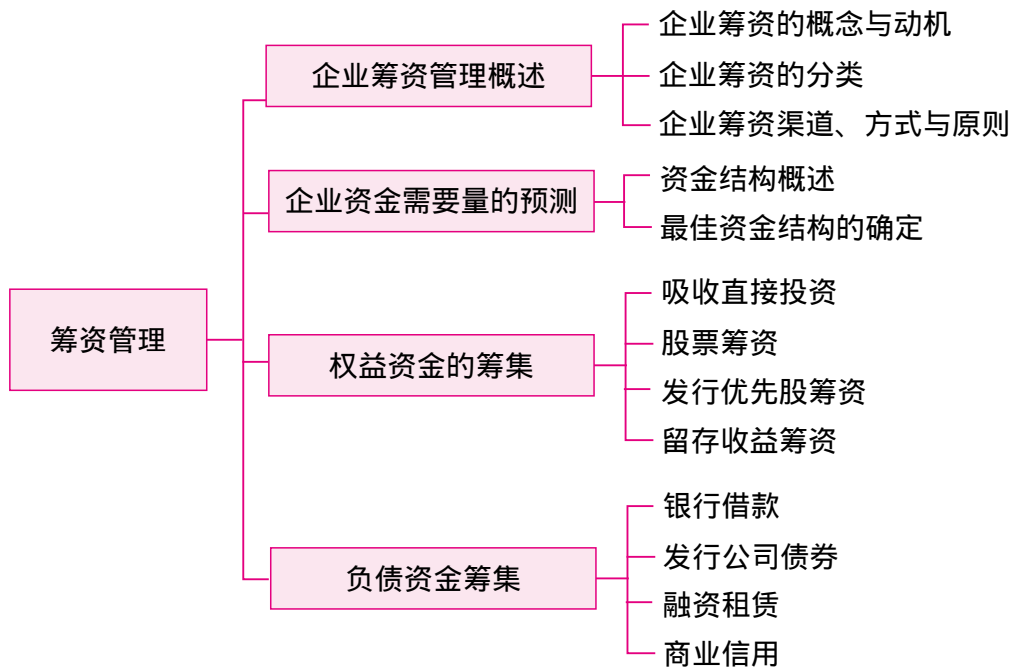 筹资管理
企业筹资管理概述
企业筹资的概念与动机
企业筹资的分类
企业筹资渠道、方式与原则
企业资金需要量的预测
资金结构概述
最佳资金结构的确定
权益资金的筹集
吸收直接投资
股票筹资
发行优先股筹资
留存收益筹资
负债资金筹集
银行借款
发行公司债券
融资租赁
商业信用